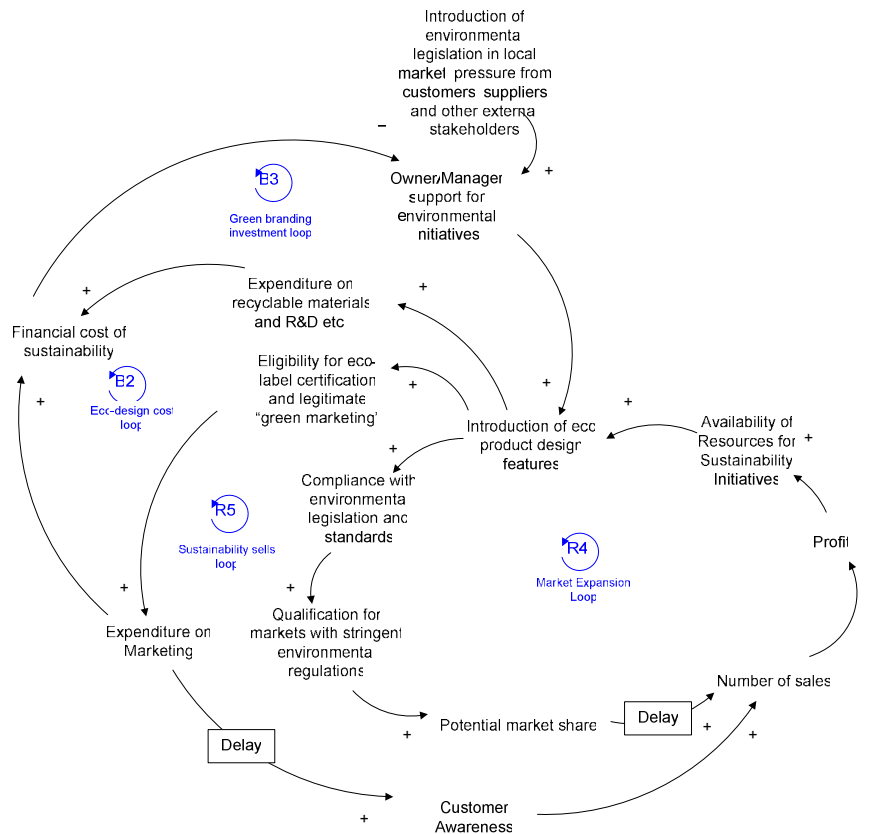 Introduction of
environmenta
legislation in local
market pressure from
customers suppliers
and other externa
stakeholders
−
+
B3
Green branding
investment loop
Owner/Manager
support for
environmental
nitiatives
+
Expenditure on
recyclable materials
and R&D etc
+
Financial cost of
sustainability
Eligibility for eco-
label certification
and legitimate
“green marketing’
B2
Eco-design cost
loop
+
+
+
+
Introduction of eco
product design
features
Availability of
Resources for
Sustainability
Initiatives
+
+
Compliance with
environmenta
legislation and
standards
R5
Sustainability sells
loop
R4
Market Expansion
Loop
Profit
+
+
Qualification for
markets with stringent
environmenta
regulations
Expenditure on
Marketing
Number of sales
Potential market share
Delay
+
+
+
Delay
+
Customer
Awareness